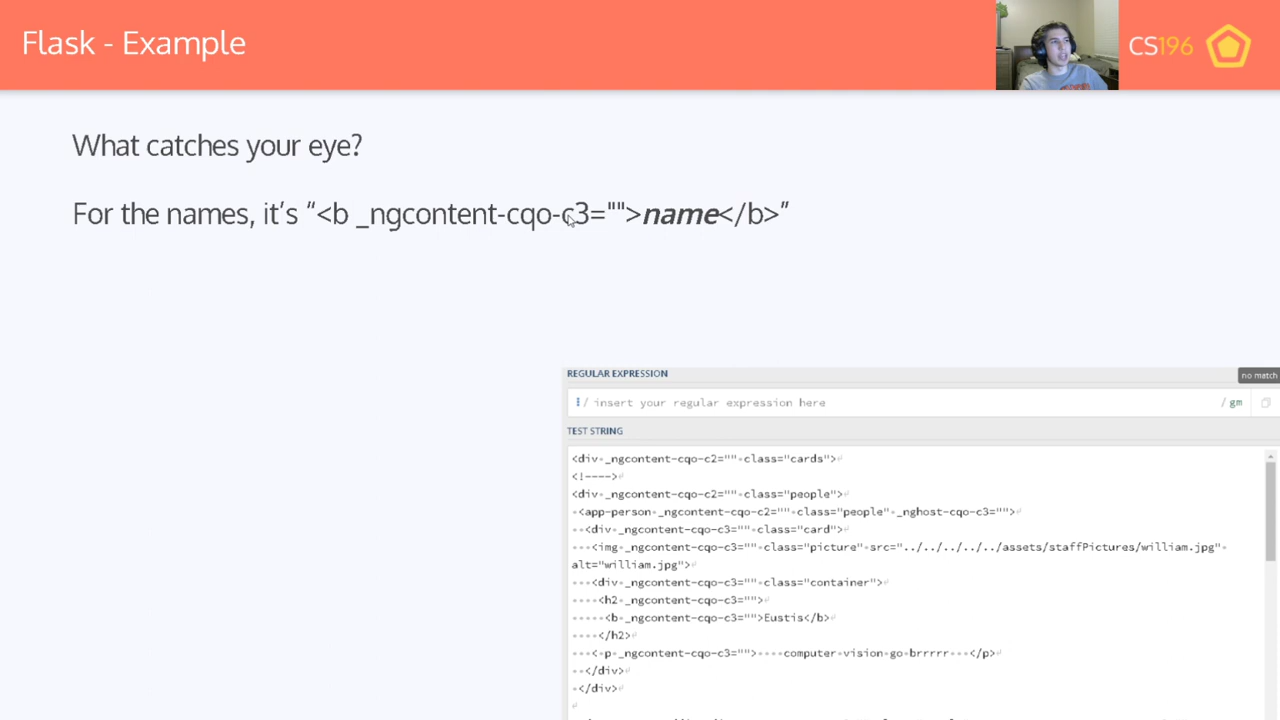 Flask - Example
CS196
What catches your eye?
For the names, it's “<b _ngcontent-cqo-c3="">name</b>”
REGULAR EXPRESSION
no match
⁞ / insert your regular expression here / gm
TEST STRING
<div·_ngcontent-cqo-c2=""·class="cards">↵
<!---->↵
<div·_ngcontent-cqo-c2=""·class="people">↵
·<app-person·_ngcontent-cqo-c2=""·class="people"·_nghost-cqo-c3="">↵
··<div·_ngcontent-cqo-c3=""·class="card">↵
···<img·_ngcontent-cqo-c3=""·class="picture"·src="../../../../../assets/staffPictures/william.jpg"·
alt="william.jpg">↵
···<div·_ngcontent-cqo-c3=""·class="container">↵
····<h2·_ngcontent-cqo-c3="">↵
·····<b·_ngcontent-cqo-c3="">Eustis</b>↵
····</h2>↵
····<·p·_ngcontent-cqo-c3="">····computer·vision·go·brrrrr···</p>↵
··</div>↵
·</div>↵